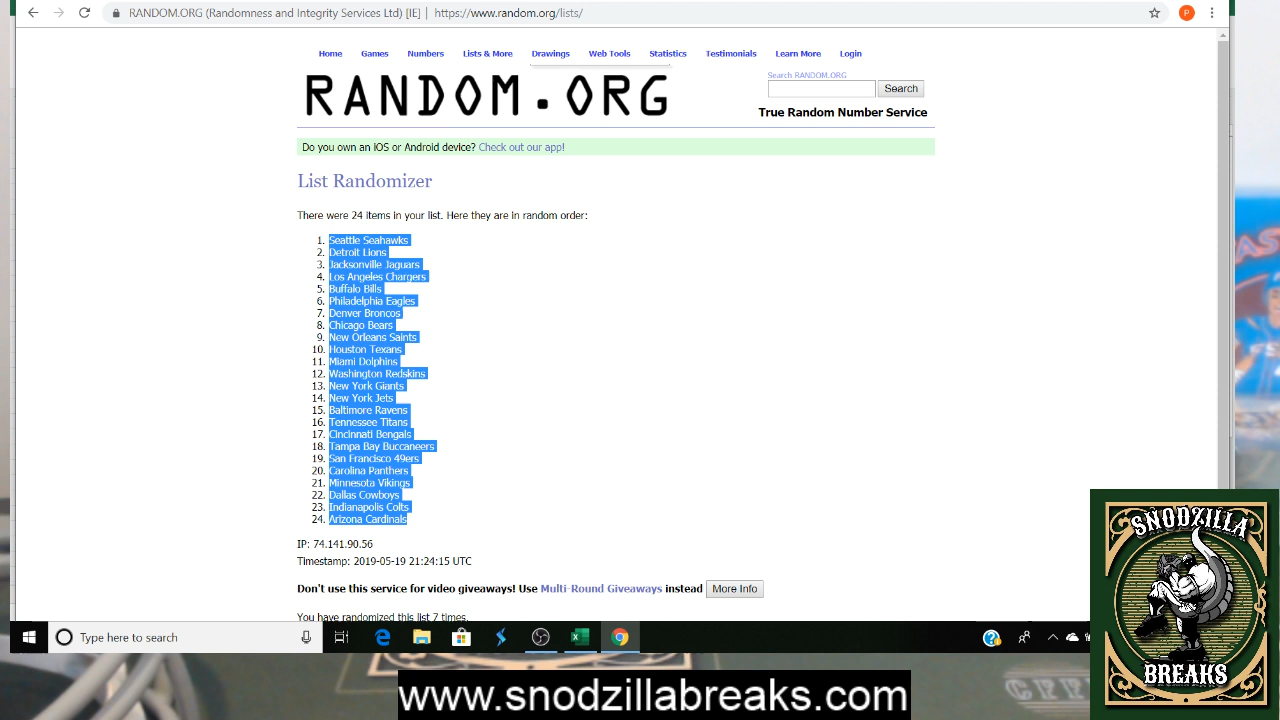 RANDOM.ORG (Randomness and Integrity Services Ltd) [IE] | https://www.random.org/lists/
P
Home Games Numbers Lists & More Drawings Web Tools Statistics Testimonials Learn More Login
RANDOM.ORG
Search RANDOM.ORG
Search
True Random Number Service
Do you own an iOS or Android device? Check out our app!
List Randomizer
There were 24 items in your list. Here they are in random order:
1. Seattle Seahawks
2. Detroit Lions
3. Jacksonville Jaguars
4. Los Angeles Chargers
5. Buffalo Bills
6. Philadelphia Eagles
7. Denver Broncos
8. Chicago Bears
9. New Orleans Saints
10. Houston Texans
11. Miami Dolphins
12. Washington Redskins
13. New York Giants
14. New York Jets
15. Baltimore Ravens
16. Tennessee Titans
17. Cincinnati Bengals
18. Tampa Bay Buccaneers
19. San Francisco 49ers
20. Carolina Panthers
21. Minnesota Vikings
22. Dallas Cowboys
23. Indianapolis Colts
24. Arizona Cardinals
IP: 74.141.90.56
Timestamp: 2019-05-19 21:24:15 UTC
Don't use this service for video giveaways! Use Multi-Round Giveaways instead More Info
You have randomized this list 7 times.
Type here to search
SNODZILLA
BREAKS
www.snodzillabreaks.com